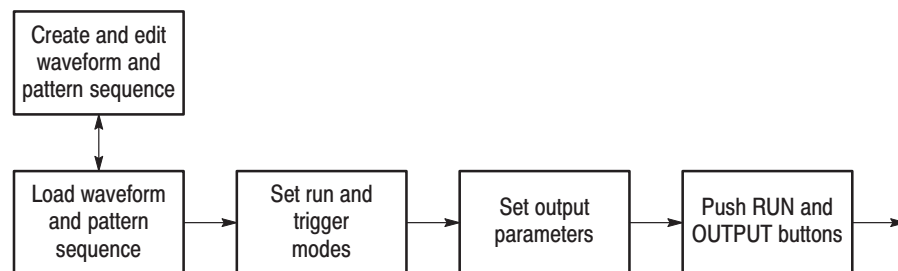 Create and edit
waveform and
pattern sequence
Load waveform
and pattern
sequence
Set run and
trigger
modes
Set output
parameters
Push RUN and
OUTPUT buttons